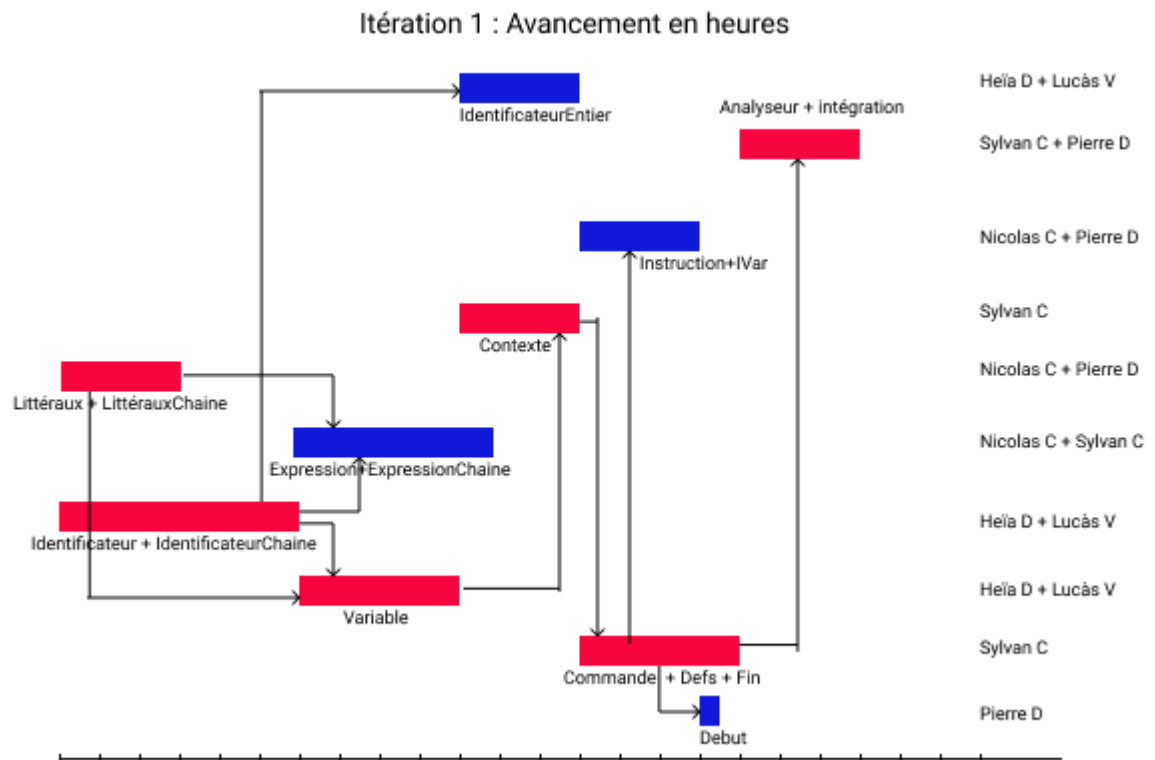 Itération 1 : Avancement en heures
Heïa D + Lucàs V
IdentificateurEntier
Analyseur + intégration
Sylvan C + Pierre D
Nicolas C + Pierre D
Instruction+IVar
Sylvan C
Contexte
Nicolas C + Pierre D
Littéraux + LittérauxChaine
Nicolas C + Sylvan C
Expression+ExpressionChaine
Heïa D + Lucàs V
Identificateur + IdentificateurChaine
Heïa D + Lucàs V
Variable
Sylvan C
Commande + Defs + Fin
Pierre D
Debut